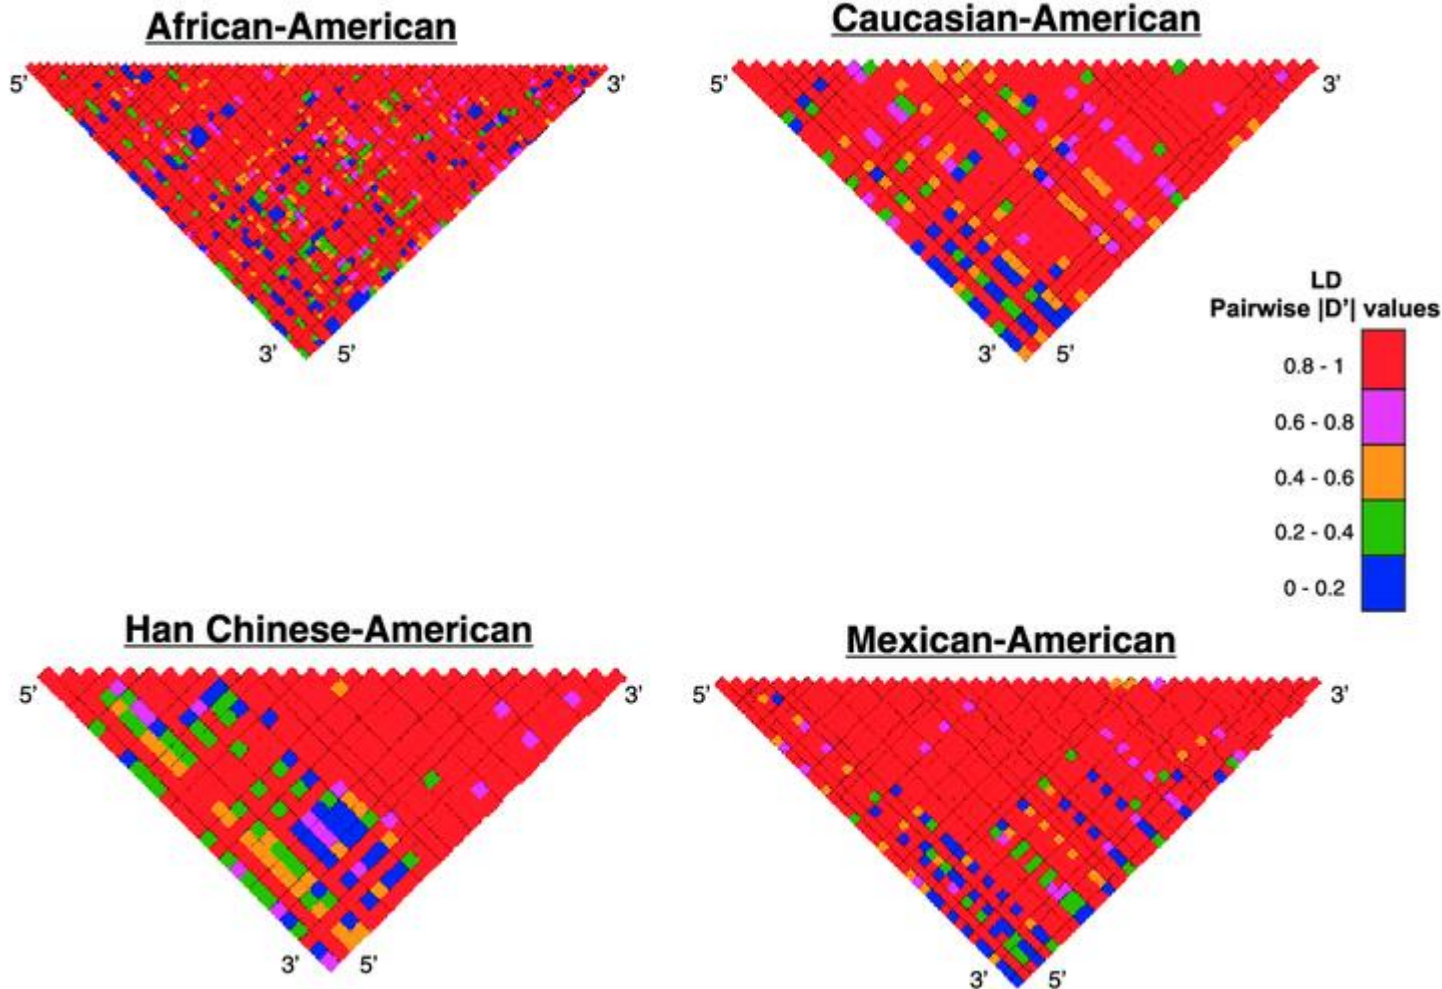 African-American
Caucasian-American
5’
3’
5’
3’
3’
5’
3’
5’
LD
Pairwise |D’| values
0.8 - 1
0.6 - 0.8
0.4 - 0.6
0.2 - 0.4
0 - 0.2
Han Chinese-American
Mexican-American
5’
3’
5’
3’
3’
5’
3’
5’